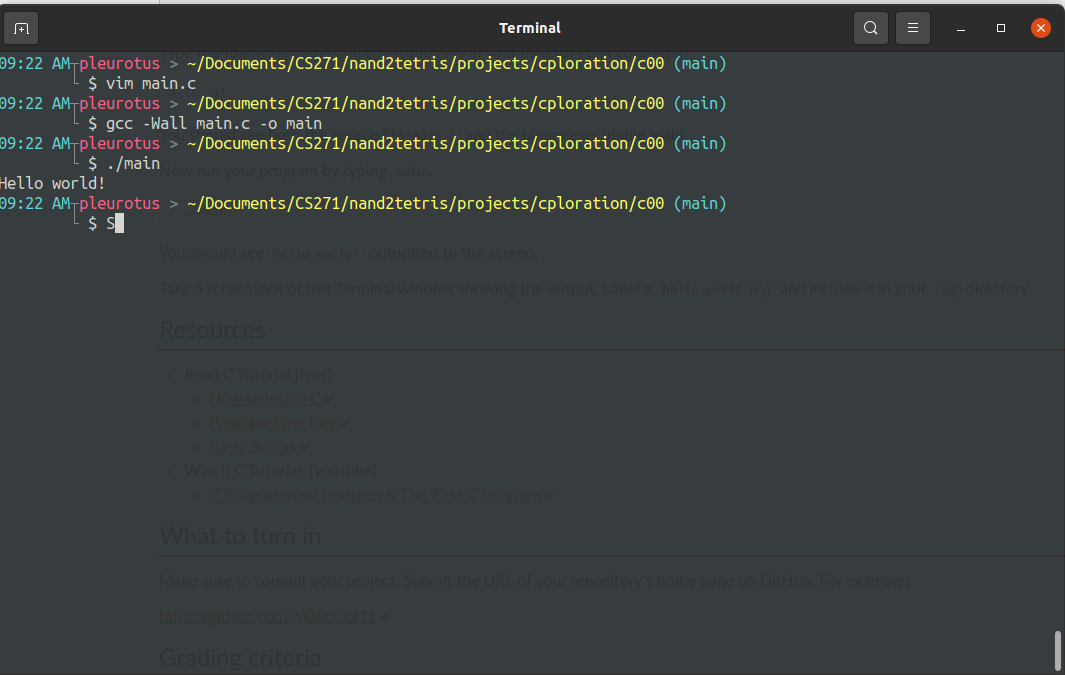 Terminal
09:22 AM┬pleurotus > ~/Documents/CS271/nand2tetris/projects/cploration/c00 (main)
└ $ vim main.c
09:22 AM┬pleurotus > ~/Documents/CS271/nand2tetris/projects/cploration/c00 (main)
└ $ gcc -Wall main.c -o main
09:22 AM┬pleurotus > ~/Documents/CS271/nand2tetris/projects/cploration/c00 (main)
└ $ ./main
Now run your program by typing main.
Hello world!
09:22 AM┬pleurotus > ~/Documents/CS271/nand2tetris/projects/cploration/c00 (main)
└ $ S
You should see Hello world! outputted to the screen.
Take a screenshot of this Terminal window showing the output. Label it hello_world.png and include it in your c00 directory.
Resources
Read C Tutorial [text]:
How to install C
Program Structure
Basic Syntax
Watch C Tutorial [youtube]
C Programming Features & The First C Program
What to turn in
Make sure to commit your project. Submit the URL of your repository's home page on GitHub. For example:
https://github.com/YOU/cs271
Grading criteria